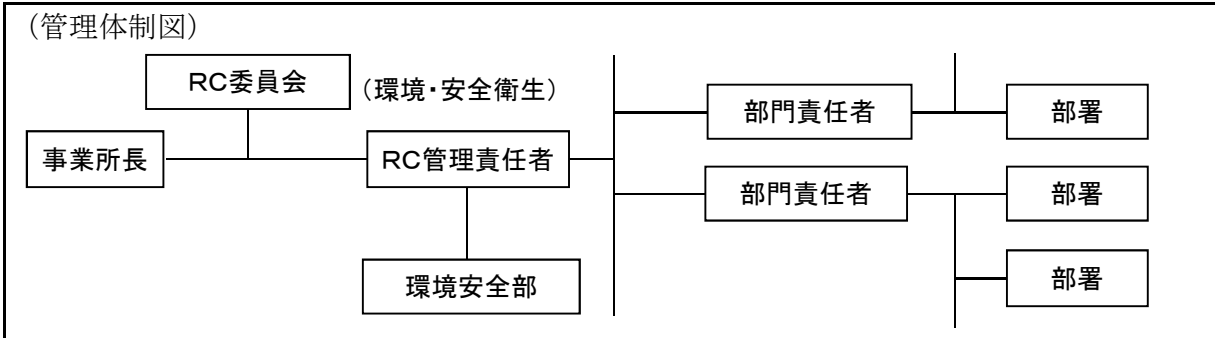 （管理体制図）
ＲＣ委員会
（環境・安全衛生）
部門責任者
部署
事業所長
ＲＣ管理責任者
部門責任者
部署
環境安全部
部署